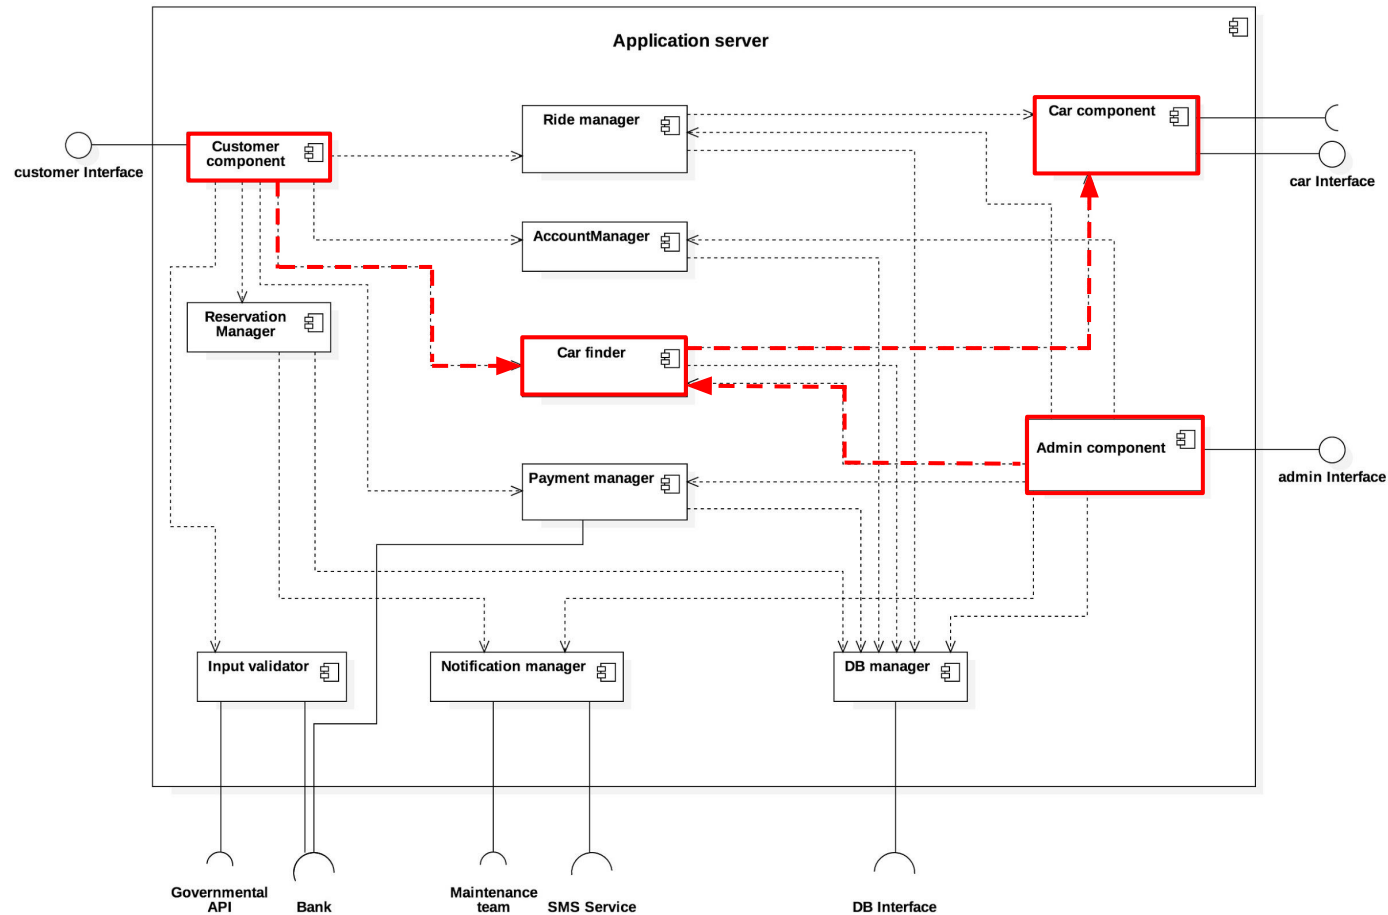 Application server
Ride manager
Car component
Customer
component
customer Interface
car Interface
AccountManager
Reservation
Manager
Car finder
Admin component
Payment manager
admin Interface
Input validator
Notification manager
DB manager
Governmental
API
Bank
Maintenance
team
SMS Service
DB Interface